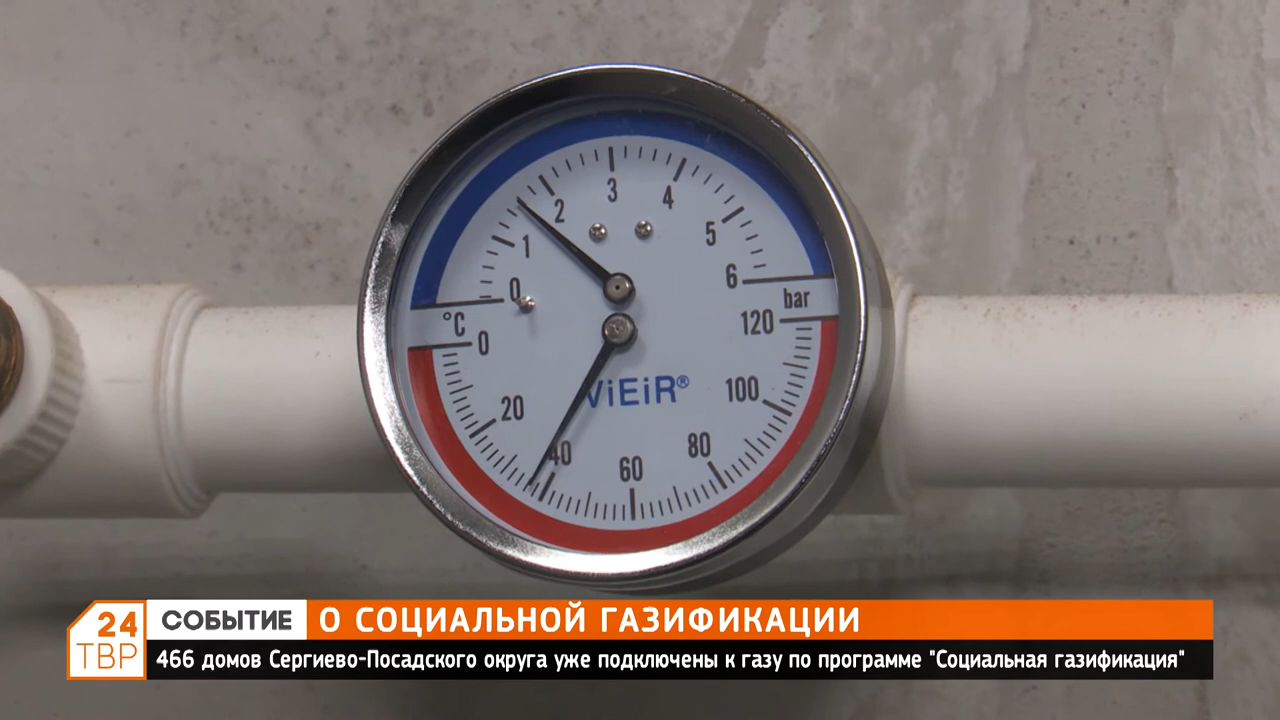 3
2
4
1
5
0
6
bar
°C
0
120
ViEiR®
20
100
40
60
80
24
ТВР
СОБЫТИЕ
О СОЦИАЛЬНОЙ ГАЗИФИКАЦИИ
466 домов Сергиево-Посадского округа уже подключены к газу по программе "Социальная газификация"